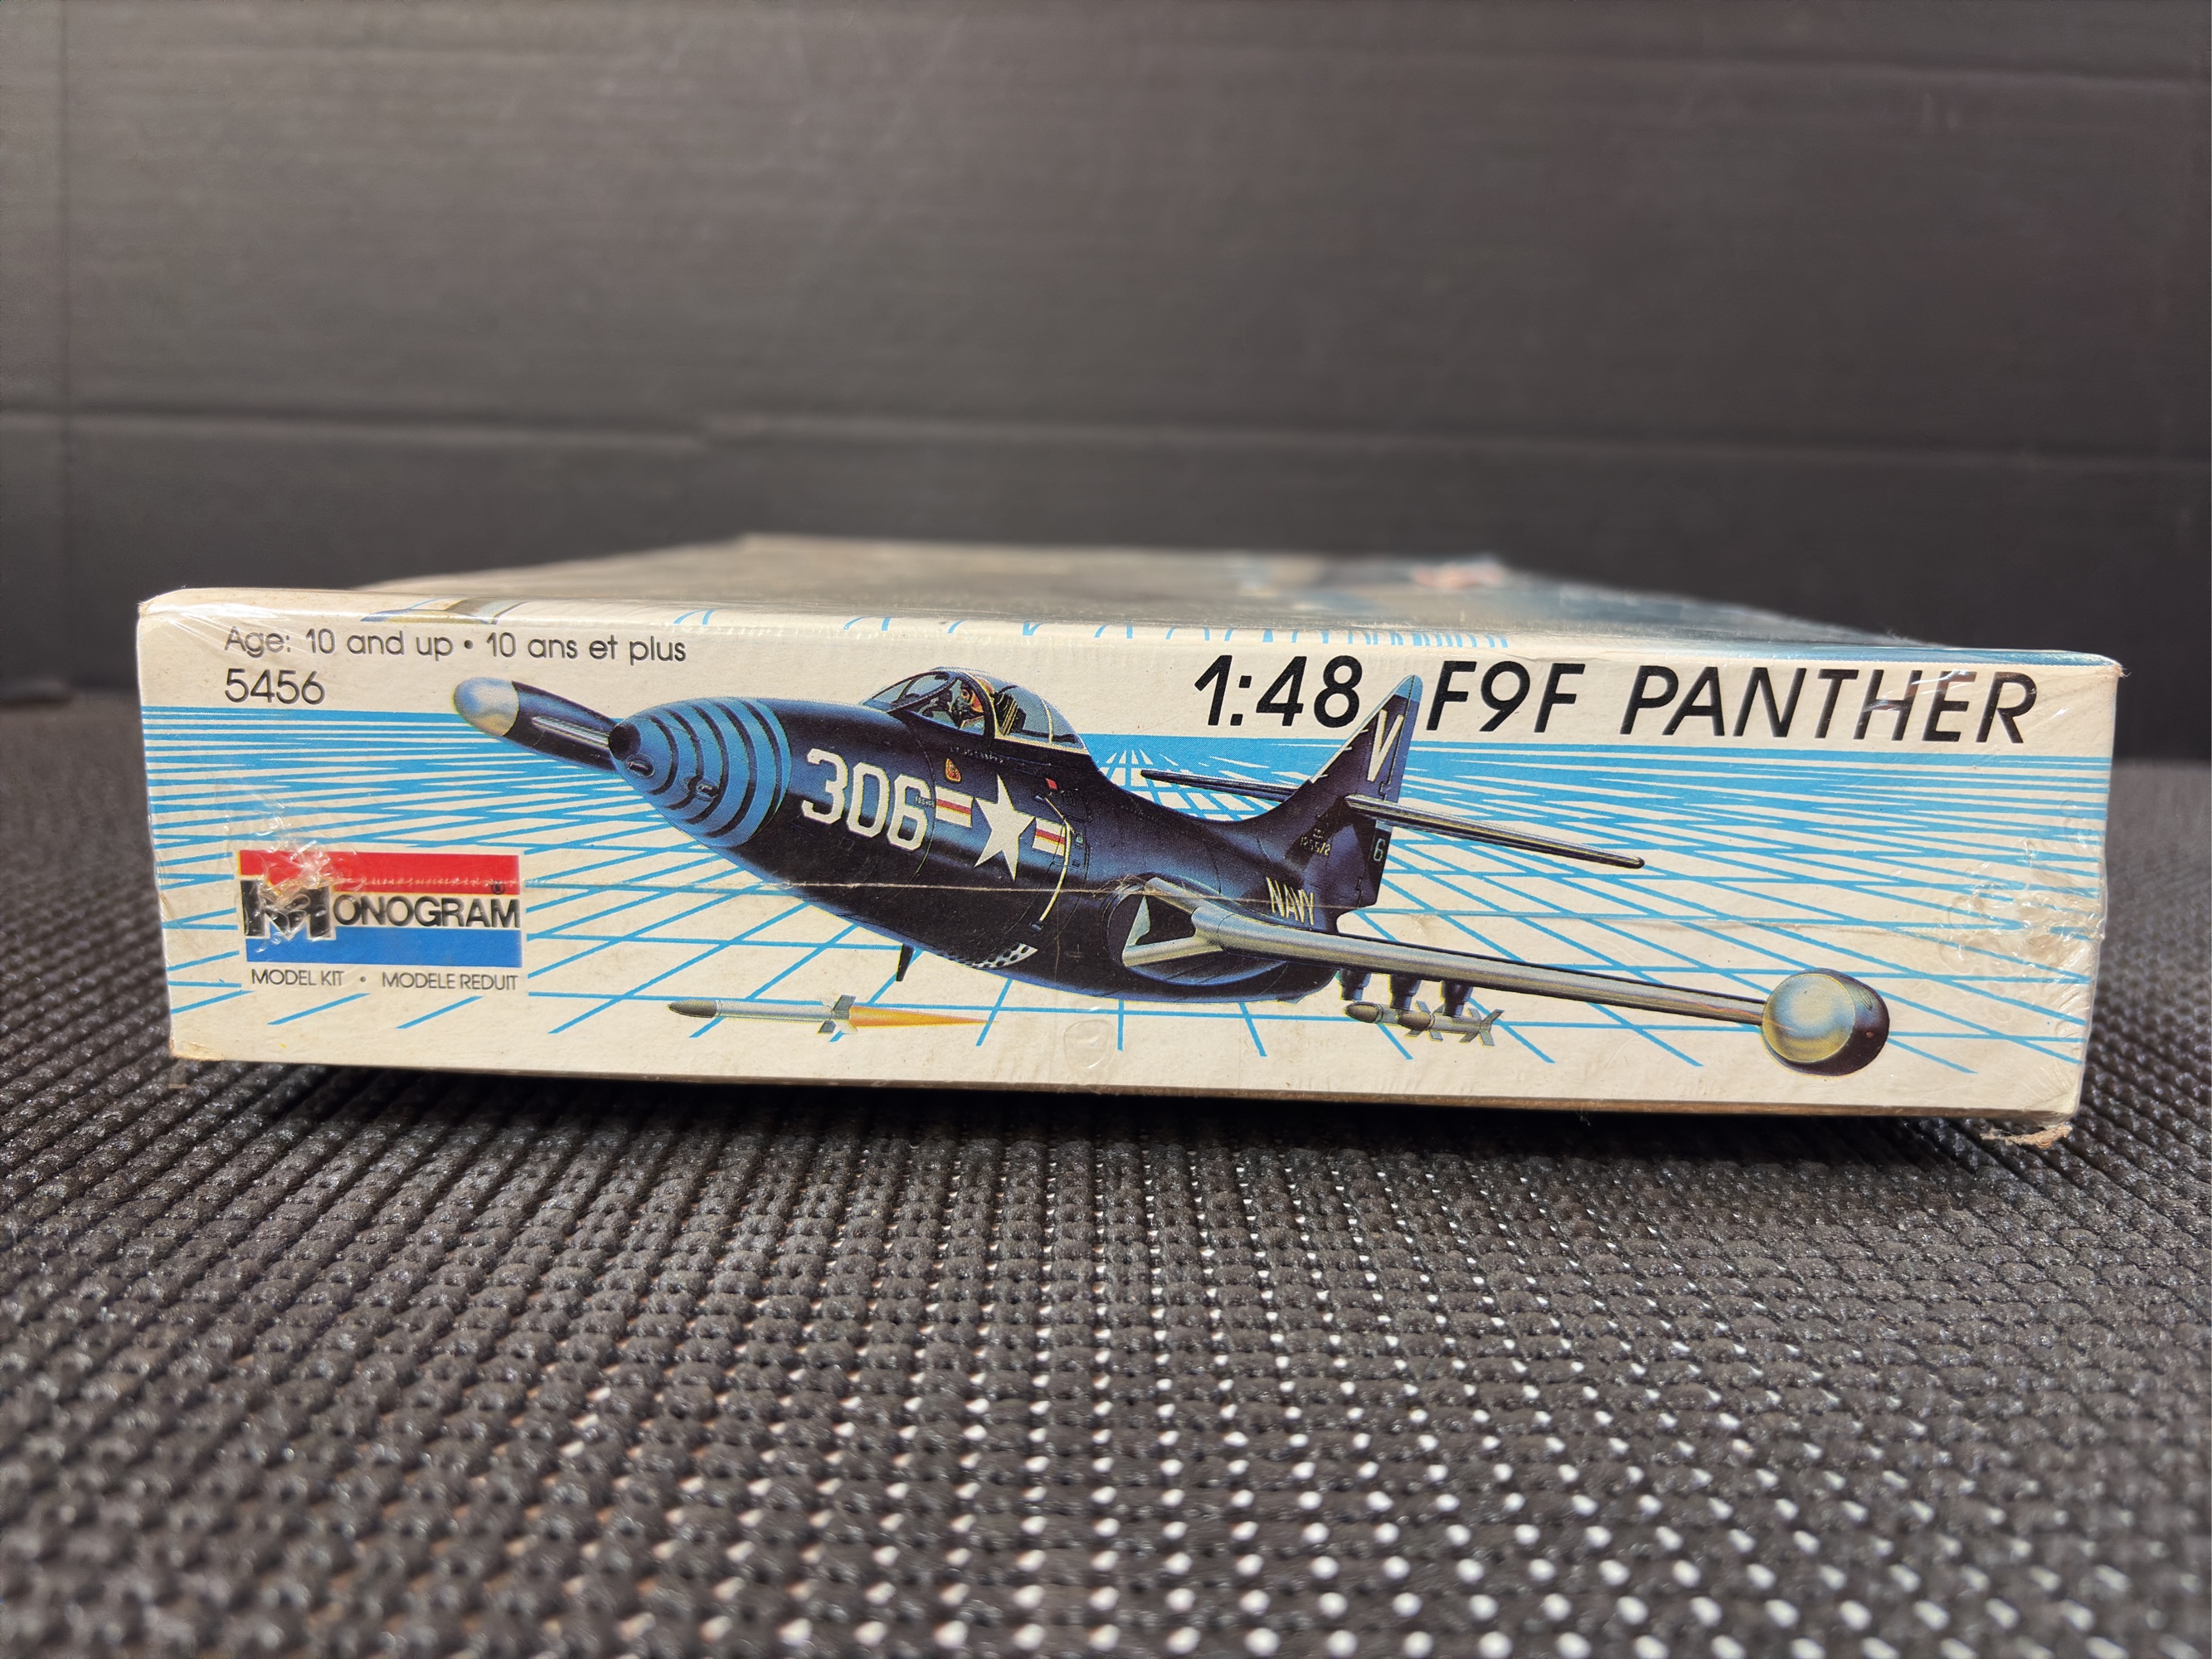 Age: 10 and up • 10 ans et plus
5456
1:48 F9F PANTHER
306
V
6
NAVY
MONOGRAM®
MODEL KIT • MODELE REDUIT